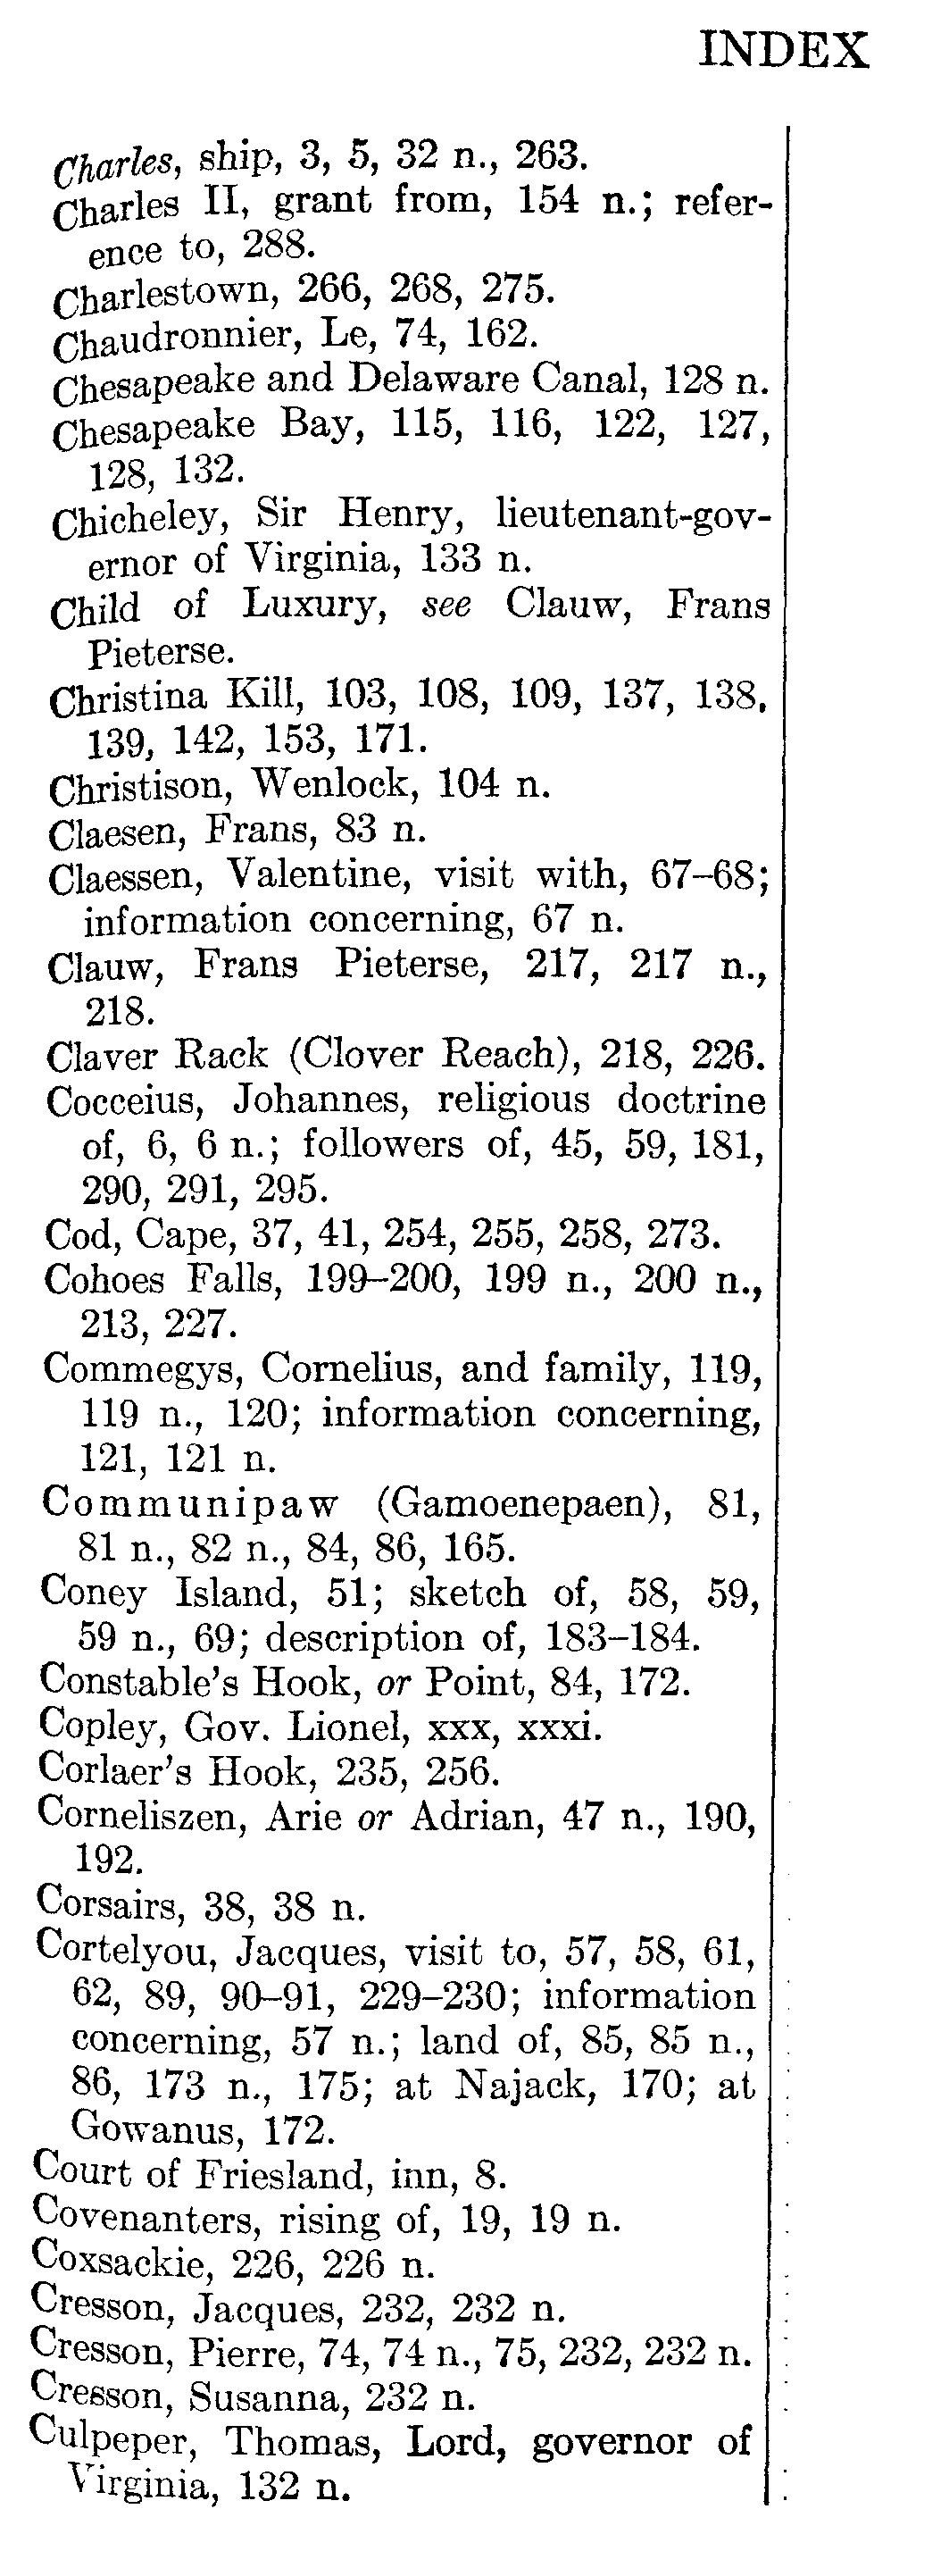 INDEX
Charles, ship, 3, 5, 32 n., 263.
Charles II, grant from, 154 n.; refer-
ence to, 288.
Charlestown, 266, 268, 275.
Chaudronnier, Le, 74, 162.
Chesapeake and Delaware Canal, 128 n.
Chesapeake Bay, 115, 116, 122, 127,
128, 132.
Chicheley, Sir Henry, lieutenant-gov-
ernor of Virginia, 133 n.
Child of Luxury, see Clauw, Frans
Pieterse.
Christina Kill, 103, 108, 109, 137, 138,
139, 142, 153, 171.
Christison, Wenlock, 104 n.
Claesen, Frans, 83 n.
Claessen, Valentine, visit with, 67–68;
information concerning, 67 n.
Clauw, Frans Pieterse, 217, 217 n.,
218.
Claver Rack (Clover Reach), 218, 226.
Cocceius, Johannes, religious doctrine
of, 6, 6 n.; followers of, 45, 59, 181,
290, 291, 295.
Cod, Cape, 37, 41, 254, 255, 258, 273.
Cohoes Falls, 199–200, 199 n., 200 n.,
213, 227.
Commegys, Cornelius, and family, 119,
119 n., 120; information concerning,
121, 121 n.
Communipaw (Gamoenepaen), 81,
81 n., 82 n., 84, 86, 165.
Coney Island, 51; sketch of, 58, 59,
59 n., 69; description of, 183–184.
Constable's Hook, or Point, 84, 172.
Copley, Gov. Lionel, xxx, xxxi.
Corlaer's Hook, 235, 256.
Corneliszen, Arie or Adrian, 47 n., 190,
192.
Corsairs, 38, 38 n.
Cortelyou, Jacques, visit to, 57, 58, 61,
62, 89, 90–91, 229–230; information
concerning, 57 n.; land of, 85, 85 n.,
86, 173 n., 175; at Najack, 170; at
Gowanus, 172.
Court of Friesland, inn, 8.
Covenanters, rising of, 19, 19 n.
Coxsackie, 226, 226 n.
Cresson, Jacques, 232, 232 n.
Cresson, Pierre, 74, 74 n., 75, 232, 232 n.
Cresson, Susanna, 232 n.
Culpeper, Thomas, Lord, governor of
Virginia, 132 n.